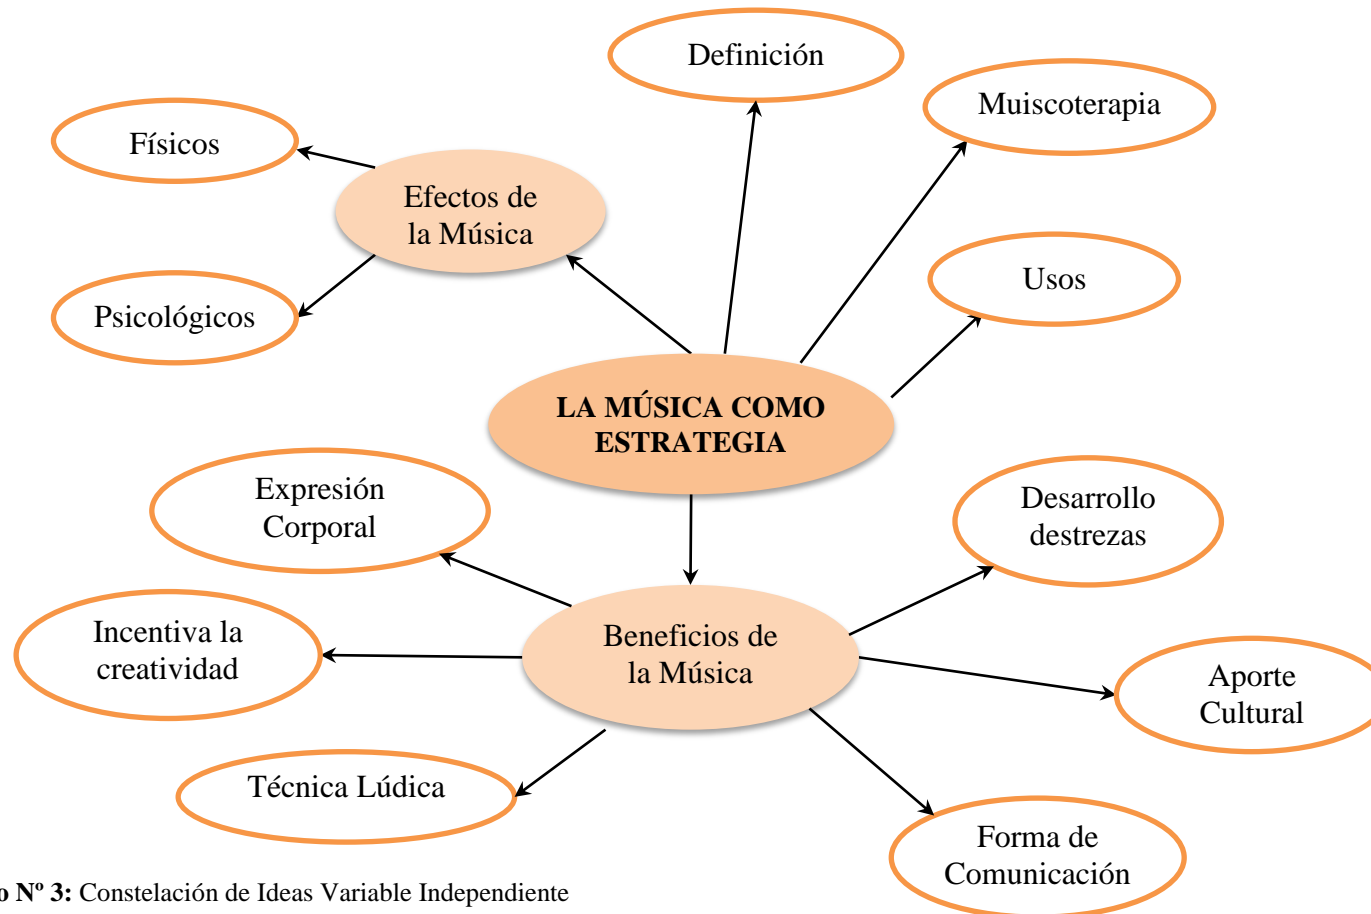 Definición
Muiscoterapia
Físicos
Efectos de
la Música
Usos
Psicológicos
LA MÚSICA COMO
ESTRATEGIA
Expresión
Corporal
Desarrollo
destrezas
Incentiva la
creatividad
Beneficios de
la Música
Aporte
Cultural
Técnica Lúdica
Forma de
Comunicación
o Nº 3: Constelación de Ideas Variable Independiente